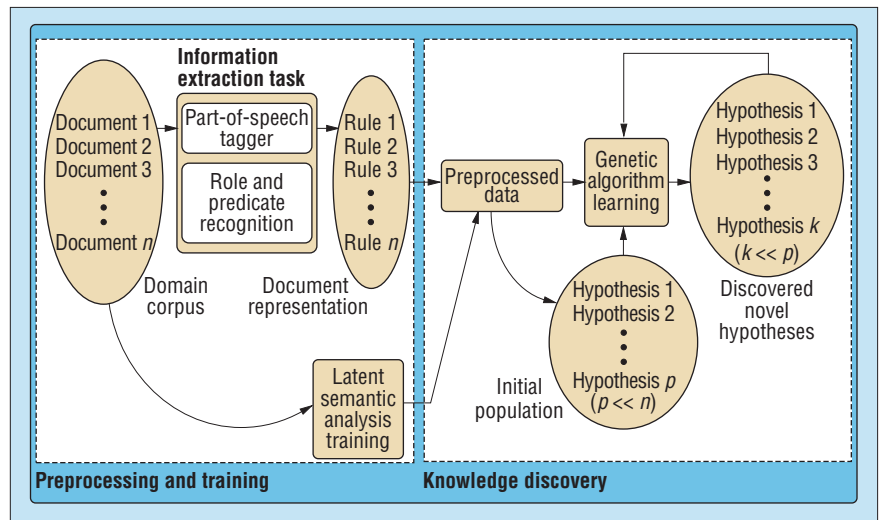 Information
extraction task
Document 1
Document 2
Document 3
Document n
Domain
corpus
Part-of-speech
tagger
Role and
predicate
recognition
Rule 1
Rule 2
Rule 3
Rule n
Document
representation
Latent
semantic
analysis
training
Preprocessing and training
Preprocessed
data
Genetic
algorithm
learning
Hypothesis 1
Hypothesis 2
Hypothesis p
(p << n)
Initial
population
Hypothesis 1
Hypothesis 2
Hypothesis 3
Hypothesis k
(k << p)
Discovered
novel
hypotheses
Knowledge discovery